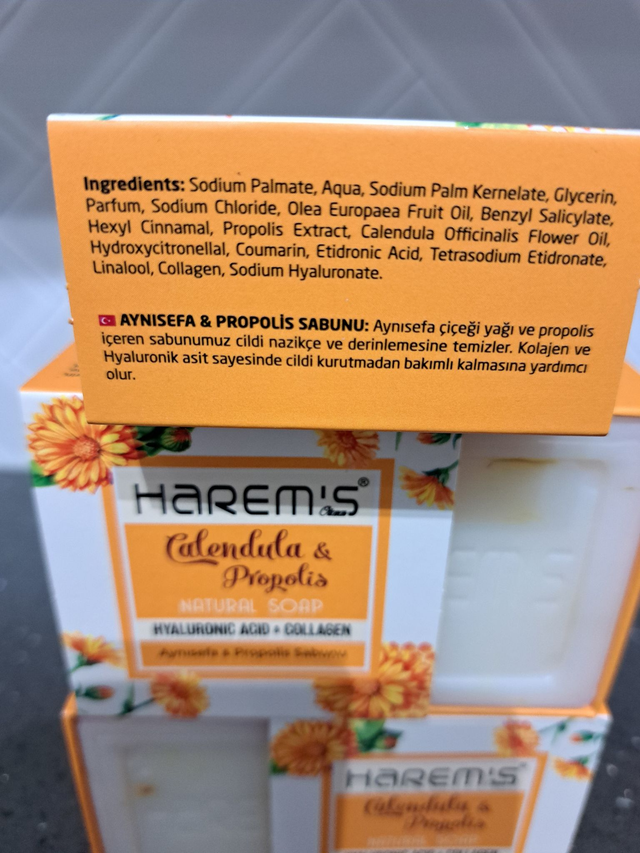 Ingredients: Sodium Palmate, Aqua, Sodium Palm Kernelate, Glycerin,
Parfum, Sodium Chloride, Olea Europaea Fruit Oil, Benzyl Salicylate,
Hexyl Cinnamal, Propolis Extract, Calendula Officinalis Flower Oil,
Hydroxycitronellal, Coumarin, Etidronic Acid, Tetrasodium Etidronate,
Linalool, Collagen, Sodium Hyaluronate.
AYNISEFA & PROPOLİS SABUNU: Aynısefa çiçeği yağı ve propolis
içeren sabunumuz cildi nazikçe ve derinlemesine temizler. Kolajen ve
Hyaluronik asit sayesinde cildi kurutmadan bakımlı kalmasına yardımcı
olur.
HAREM'S®
Calendula &
Propolis
NATURAL SOAP
HYALURONIC ACID + COLLAGEN
Aynısefa & Propolis Sabunu
HAREM'S
Calendula &
Propolis
NATURAL SOAP